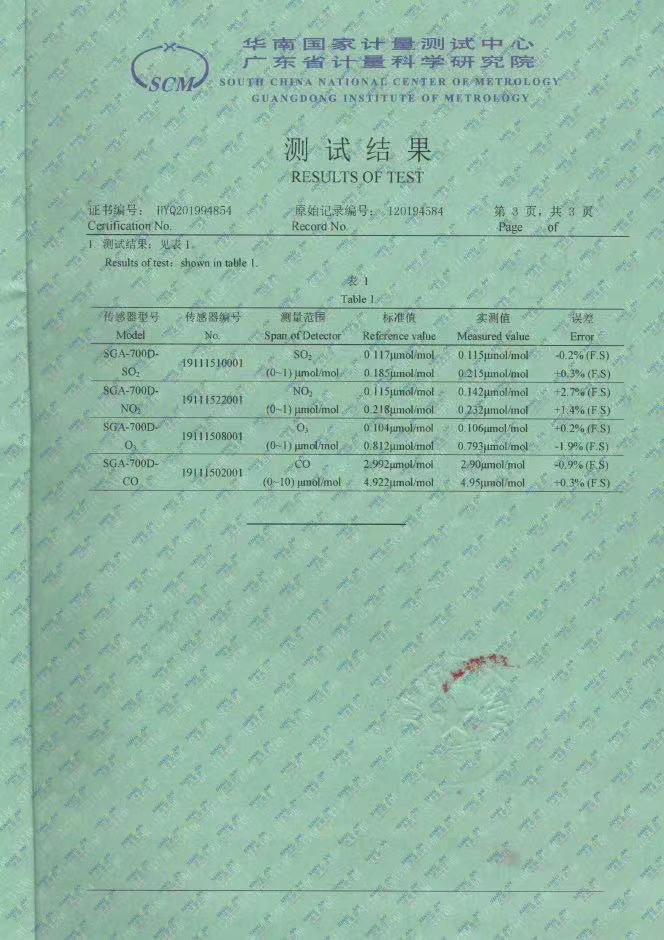 华南国家计量测试中心
广东省计量科学研究院
SCM
SOUTH CHINA NATIONAL CENTER OF METROLOGY
GUANGDONG INSTITUTE OF METROLOGY
测试结果
RESULTS OF TEST
证书编号: HYQ201994854 原始记录编号: 120194584 第 3 页, 共 3 页
Certification No. Record No. Page of
1 测试结果: 见表 1。
Results of test: shown in table 1.
表 1
Table 1
传感器型号 传感器编号 测量范围 标准值 实测值 误差
Model No. Span of Detector Reference value Measured value Error
SGA-700D-SO₂ 19111510001 SO₂ (0~1) μmol/mol 0.117μmol/mol 0.115μmol/mol -0.2% (F.S)
0.185μmol/mol 0.215μmol/mol +0.3% (F.S)
SGA-700D-NO₂ 19111522001 NO₂ (0~1) μmol/mol 0.115μmol/mol 0.142μmol/mol +2.7% (F.S)
0.218μmol/mol 0.232μmol/mol +1.4% (F.S)
SGA-700D-O₃ 19111508001 O₃ (0~1) μmol/mol 0.104μmol/mol 0.106μmol/mol +0.2% (F.S)
0.812μmol/mol 0.793μmol/mol -1.9% (F.S)
SGA-700D-CO 19111502001 CO (0~10) μmol/mol 2.992μmol/mol 2.90μmol/mol -0.9% (F.S)
4.922μmol/mol 4.95μmol/mol +0.3% (F.S)